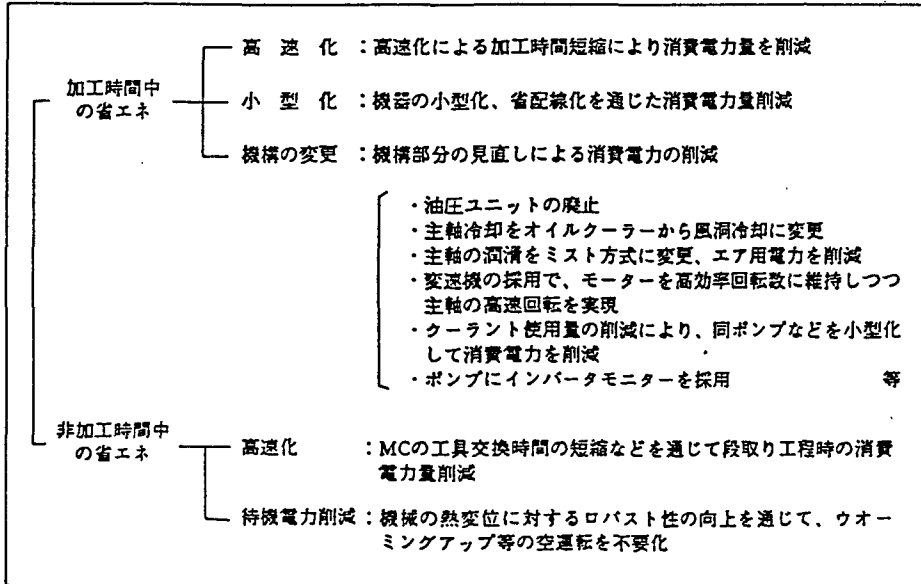 加工時間中
の省エネ
高速化：高速化による加工時間短縮により消費電力量を削減
小型化：機器の小型化、省配線化を通じた消費電力量削減
機構の変更：機構部分の見直しによる消費電力の削減
・油圧ユニットの廃止
・主軸冷却をオイルクーラーから風洞冷却に変更
・主軸の潤滑をミスト方式に変更、エア用電力を削減
・変速機の採用で、モーターを高効率回転数に維持しつつ
主軸の高速回転を実現
・クーラント使用量の削減により、同ポンプなどを小型化
して消費電力を削減
・ポンプにインバータモニターを採用　等
非加工時間中
の省エネ
高速化：MCの工具交換時間の短縮などを通じて段取り工程時の消費
電力量削減
待機電力削減：機械の熱変位に対するロバスト性の向上を通じて、ウオー
ミングアップ等の空運転を不要化